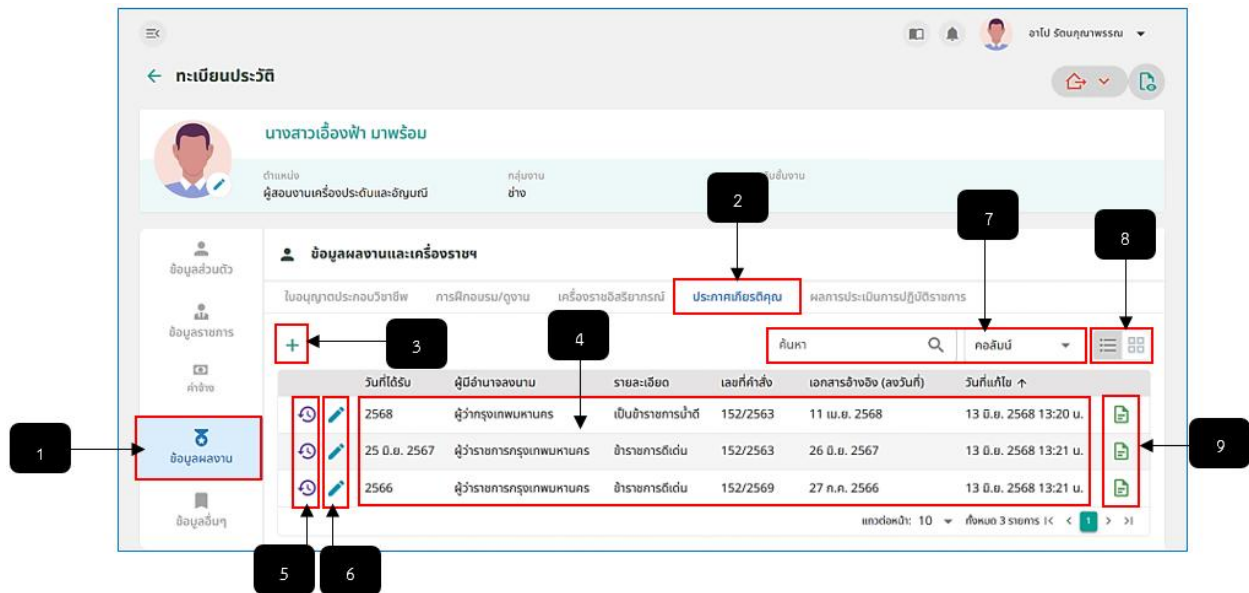 อาโป รัตนกุณาพรรณ
ทะเบียนประวัติ
นางสาวเอื้องฟ้า มาพร้อม
ตำแหน่ง กลุ่มงาน
ผู้สอนงานเครื่องประดับและอัญมณี ช่าง
2
7
8
ข้อมูลส่วนตัว
ข้อมูลผลงานและเครื่องราชฯ
ใบอนุญาตประกอบวิชาชีพ การฝึกอบรม/ดูงาน เครื่องราชอิสริยาภรณ์ ประกาศเกียรติคุณ ผลการประเมินการปฏิบัติราชการ
ข้อมูลราชการ
+ 3 4 ค้นหา คอลัมน์
ค่าจ้าง
วันที่ได้รับ ผู้มีอำนาจลงนาม รายละเอียด เลขที่คำสั่ง เอกสารอ้างอิง (ลงวันที่) วันที่แก้ไข ↑
2568 ผู้ว่ากรุงเทพมหานคร เป็นข้าราชการน้ำดี 152/2563 11 เม.ย. 2568 13 มิ.ย. 2568 13:20 น.
1 ข้อมูลผลงาน
25 มิ.ย. 2567 ผู้ว่าราชการกรุงเทพมหานคร ข้าราชการดีเด่น 152/2563 26 มิ.ย. 2567 13 มิ.ย. 2568 13:21 น. 9
2566 ผู้ว่าราชการกรุงเทพมหานคร ข้าราชการดีเด่น 152/2569 27 ก.ค. 2566 13 มิ.ย. 2568 13:21 น.
ข้อมูลอื่นๆ
แถวต่อหน้า: 10 ทั้งหมด 3 รายการ |< < 1 > >|
5 6